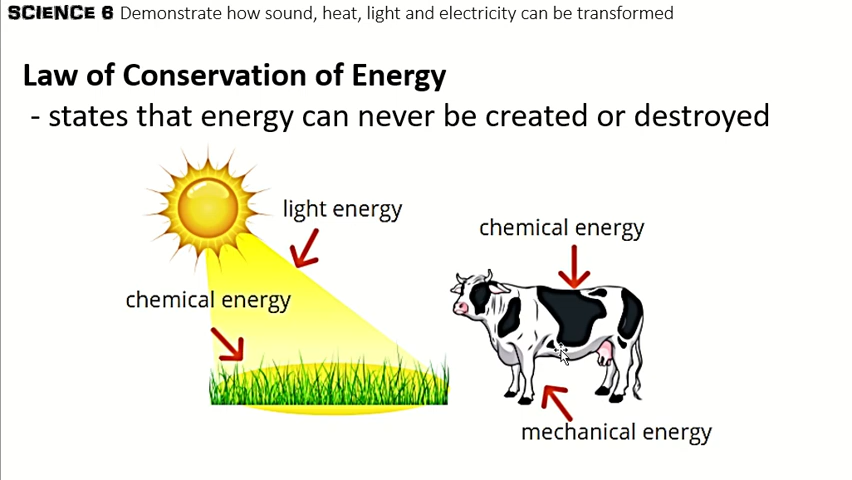 SCIENCE 6 Demonstrate how sound, heat, light and electricity can be transformed
Law of Conservation of Energy
- states that energy can never be created or destroyed
light energy
chemical energy
chemical energy
mechanical energy